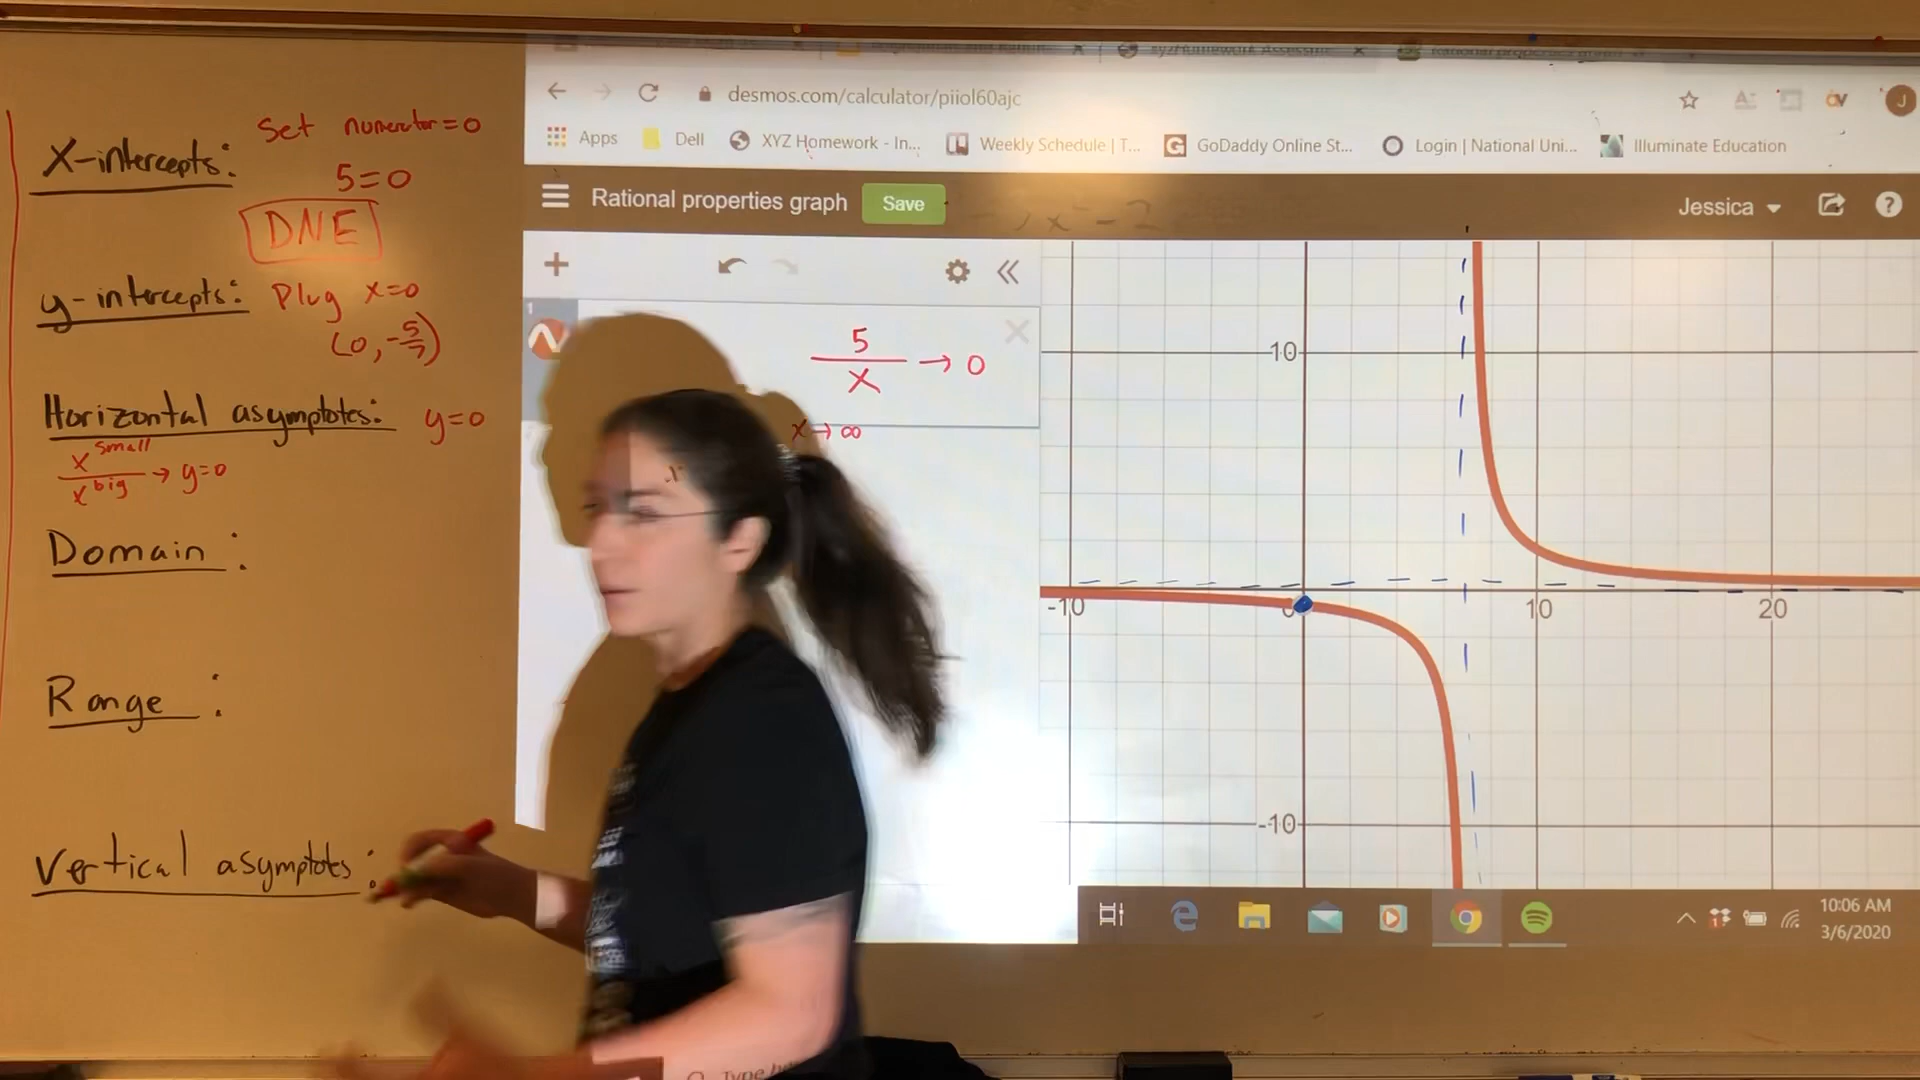 X-intercepts:
Set numerator=0
5=0
DNE
y-intercepts: Plug x=0
(0, -5/7)
Horizontal asymptotes: y=0
x^small / x^big → y=0
Domain:
Range:
Vertical asymptotes:
desmos.com/calculator/piiol60ajc
Apps Dell XYZ Homework - In... Weekly Schedule | T... GoDaddy Online St... Login | National Uni... Illuminate Education
Rational properties graph Save Jessica
1
5/x → 0
x → ∞
10
-10 0 10 20
-10
10:06 AM
3/6/2020